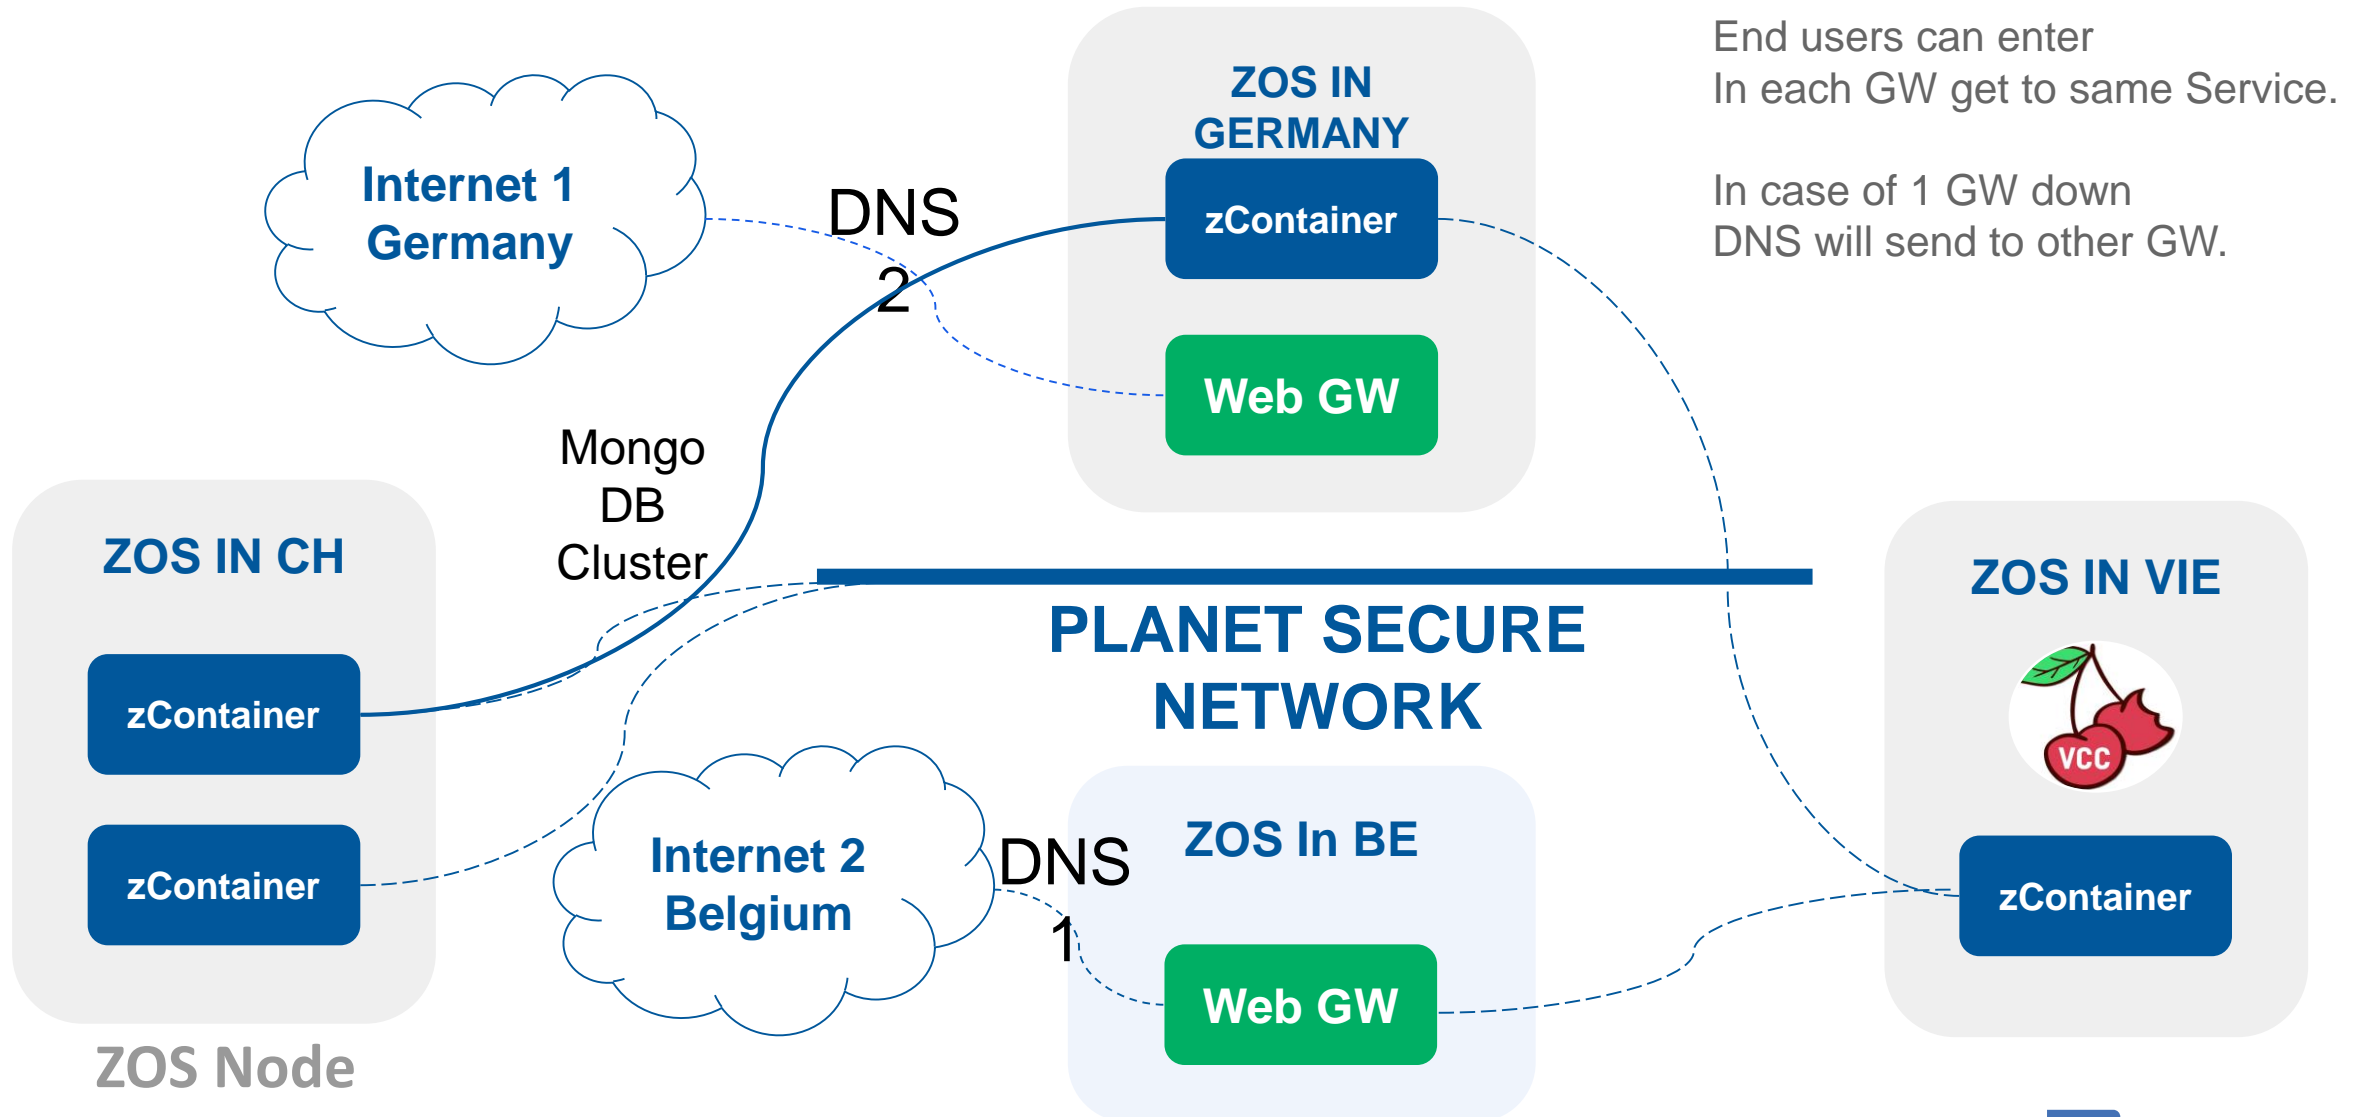 End users can enter
In each GW get to same Service.
In case of 1 GW down
DNS will send to other GW.
ZOS IN
GERMANY
zContainer
Web GW
Internet 1
Germany
DNS
2
Mongo
DB
Cluster
ZOS IN CH
zContainer
zContainer
ZOS Node
PLANET SECURE
NETWORK
Internet 2
Belgium
DNS
1
ZOS In BE
Web GW
ZOS IN VIE
VCC
zContainer